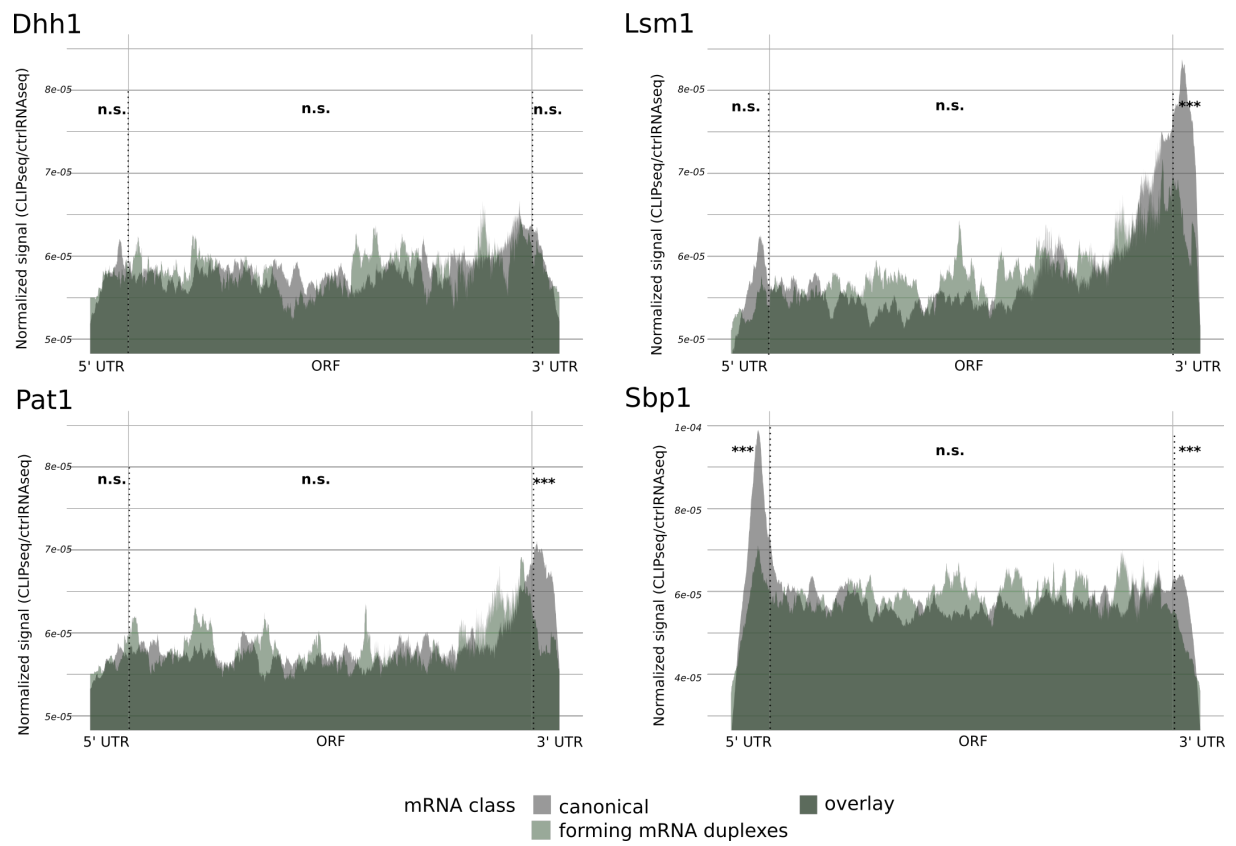 Dhh1
Normalized signal (CLIPseq/ctrlRNAseq)
8e-05
7e-05
6e-05
5e-05
n.s.
n.s.
n.s.
5' UTR
ORF
3' UTR
Lsm1
Normalized signal (CLIPseq/ctrlRNAseq)
8e-05
7e-05
6e-05
5e-05
n.s.
n.s.
***
5' UTR
ORF
3' UTR
Pat1
Normalized signal (CLIPseq/ctrlRNAseq)
8e-05
7e-05
6e-05
5e-05
n.s.
n.s.
***
5' UTR
ORF
3' UTR
Sbp1
Normalized signal (CLIPseq/ctrlRNAseq)
1e-04
8e-05
6e-05
4e-05
***
n.s.
***
5' UTR
ORF
3' UTR
mRNA class
canonical
overlay
forming mRNA duplexes